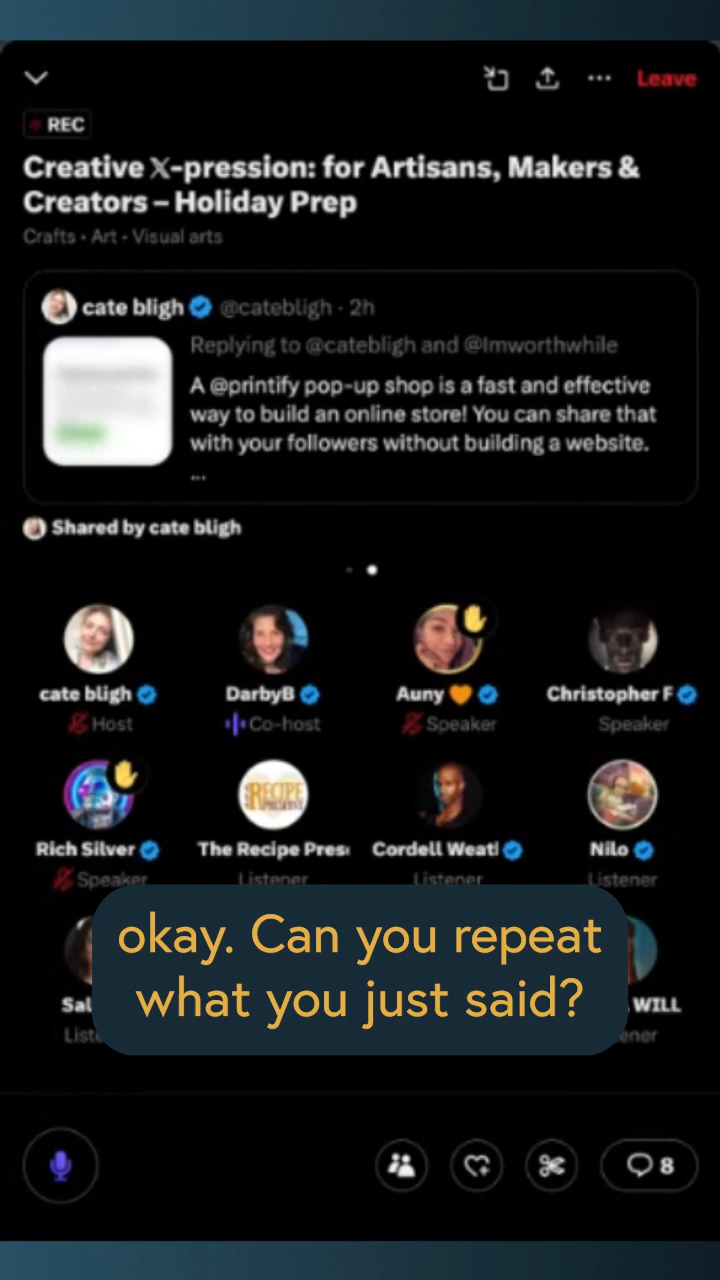 Leave
REC
Creative 𝕏-pression: for Artisans, Makers &
Creators – Holiday Prep
Crafts • Art • Visual arts
cate bligh @catebligh · 2h
Replying to @catebligh and @Imworthwhile
A @printify pop-up shop is a fast and effective
way to build an online store! You can share that
with your followers without building a website.
...
Shared by cate bligh
cate bligh DarbyB Auny 🧡 Christopher F
Host Co-host Speaker Speaker
RECIPE
Rich Silver The Recipe Pres Cordell Weat Nilo
Speaker Listener Listener Listener
okay. Can you repeat
what you just said?
Sal WILL
8